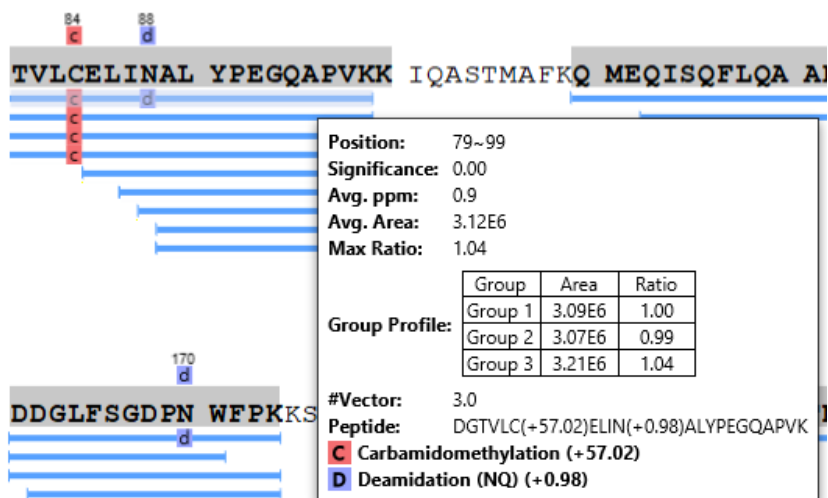 84 88
c d
TVLCELINAL YPEGQAPVKK IQASTMAFKQ MEQISQFLQA A
c d
c
c
c
Position: 79~99
Significance: 0.00
Avg. ppm: 0.9
Avg. Area: 3.12E6
Max Ratio: 1.04
Group Profile:
Group Area Ratio
Group 1 3.09E6 1.00
Group 2 3.07E6 0.99
Group 3 3.21E6 1.04
#Vector: 3.0
Peptide: DGTVLC(+57.02)ELIN(+0.98)ALYPEGQAPVK
C Carbamidomethylation (+57.02)
D Deamidation (NQ) (+0.98)
170
d
DDGLFSGDPN WFPKKS
d